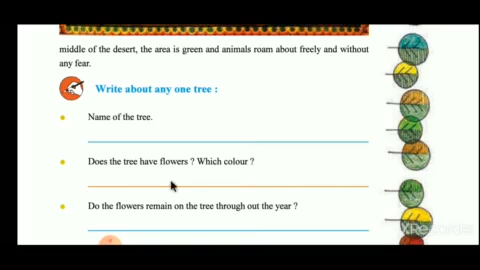 middle of the desert, the area is green and animals roam about freely and without
any fear.
Write about any one tree :
Name of the tree.
Does the tree have flowers ? Which colour ?
Do the flowers remain on the tree through out the year ?
XRecorder